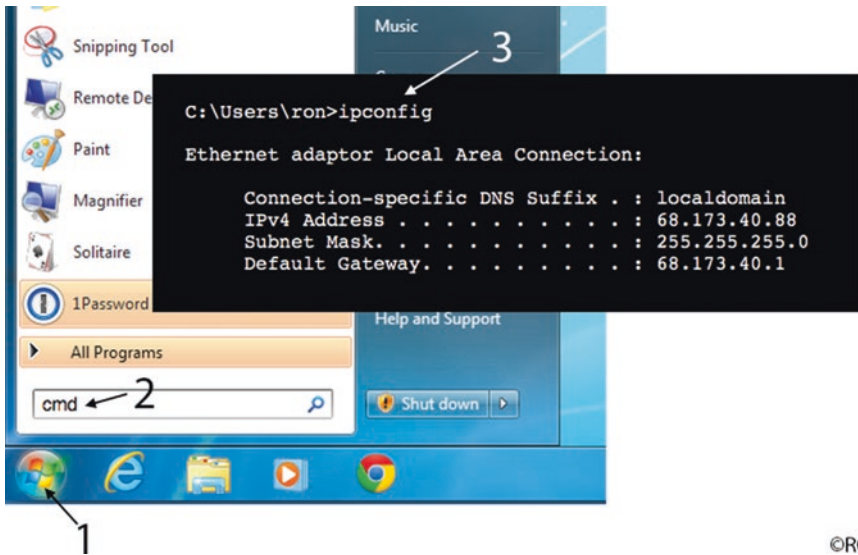 Snipping Tool
Music
3
Remote De
C:\Users\ron>ipconfig
Paint
Ethernet adaptor Local Area Connection:
Magnifier
Connection-specific DNS Suffix . : localdomain
IPv4 Address . . . . . . . . . . . : 68.173.40.88
Solitaire
Subnet Mask. . . . . . . . . . . . : 255.255.255.0
Default Gateway. . . . . . . . . . : 68.173.40.1
1Password
Help and Support
All Programs
cmd
2
Shut down
1